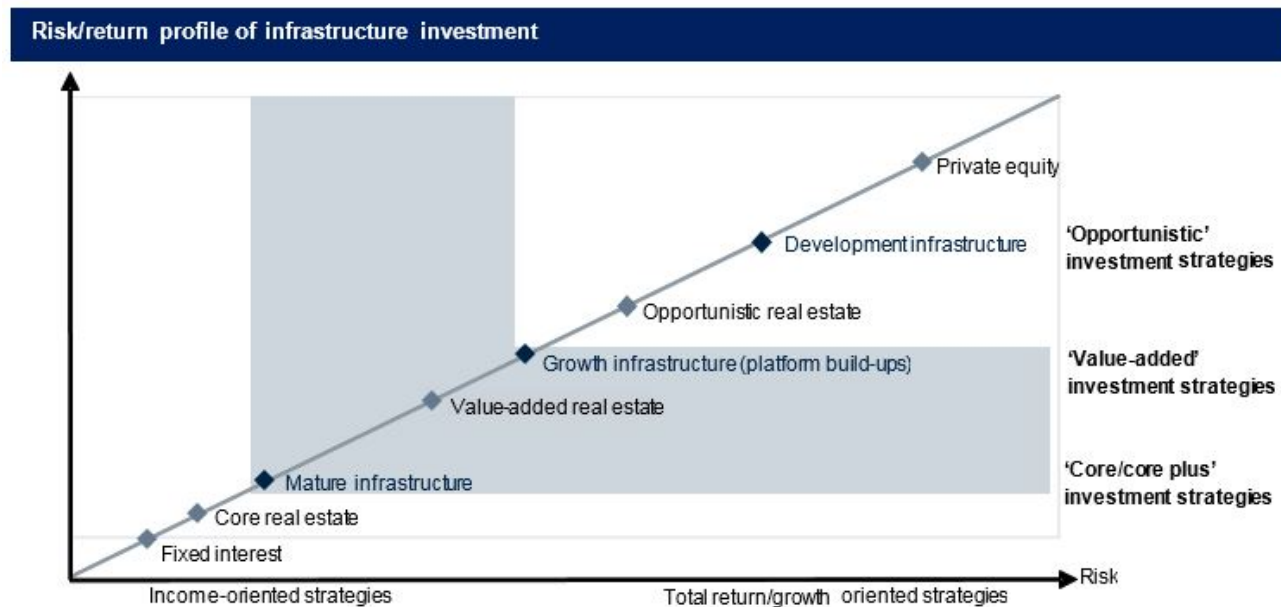 Risk/return profile of infrastructure investment
Private equity
Development infrastructure
'Opportunistic'
investment strategies
Opportunistic real estate
Growth infrastructure (platform build-ups)
'Value-added'
investment strategies
Value-added real estate
Mature infrastructure
'Core/core plus'
investment strategies
Core real estate
Fixed interest
Risk
Income-oriented strategies
Total return/growth oriented strategies